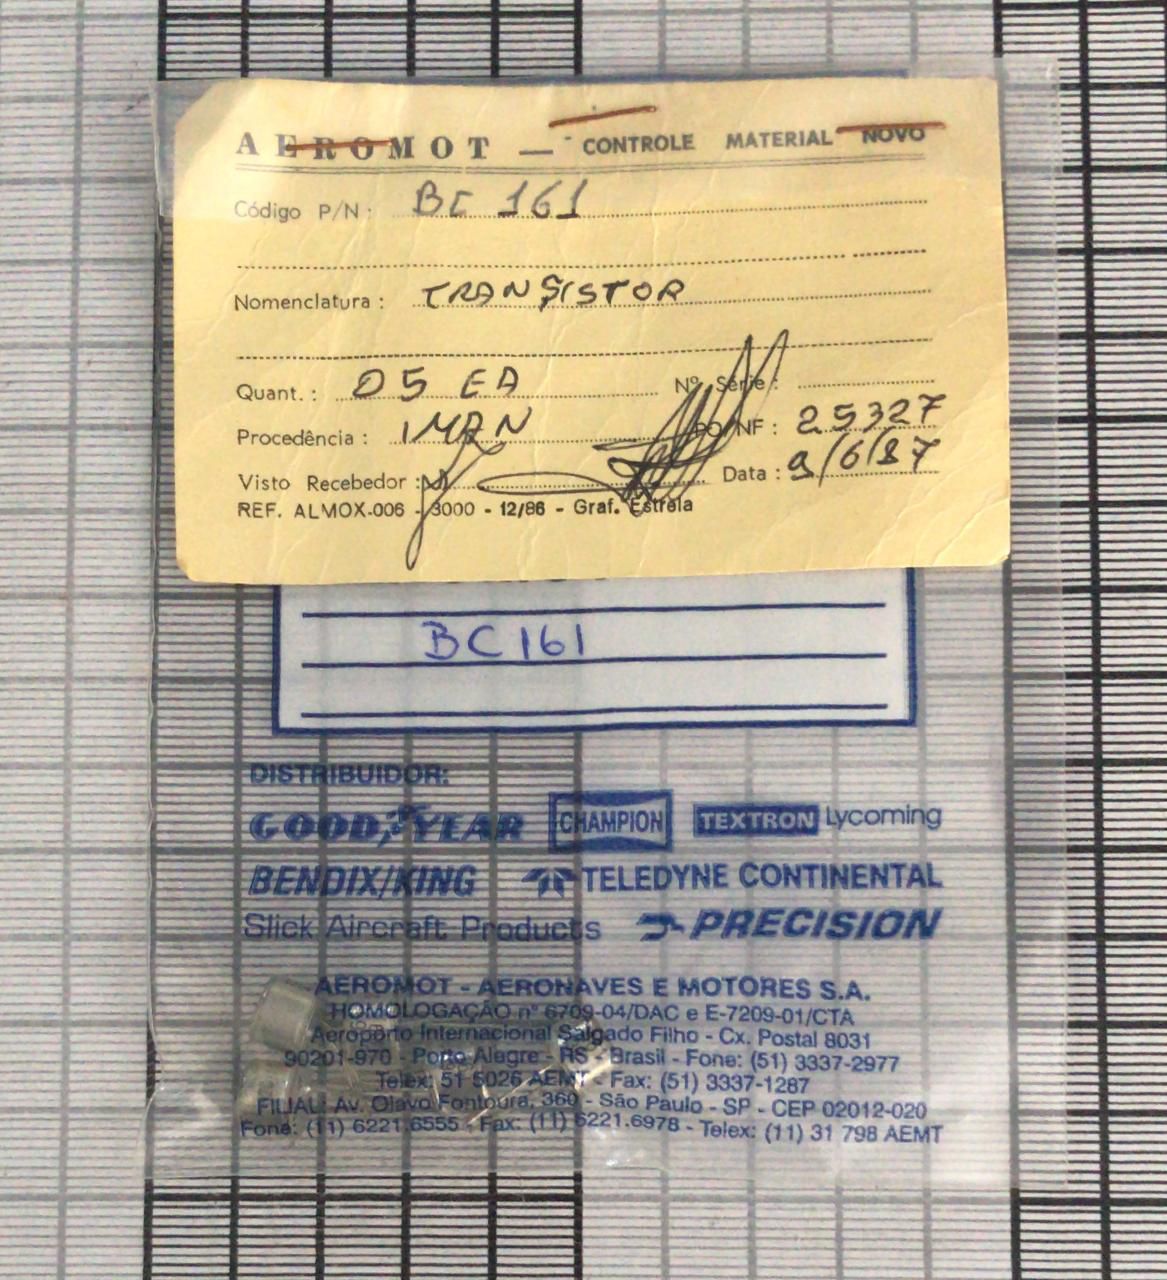 AEROMOT — CONTROLE MATERIAL NOVO
Código P/N: BC 161
Nomenclatura: TRANSISTOR
Quant.: 05 EA Nº Série:
Procedência: IMAN PO/NF: 25327
Visto Recebedor: Data: 9/6/87
REF. ALMOX-006 - 3000 - 12/86 - Graf. Estrela
BC161
DISTRIBUIDOR:
GOODYEAR CHAMPION TEXTRON Lycoming
BENDIX/KING TELEDYNE CONTINENTAL
Slick Aircraft Products PRECISION
AEROMOT - AERONAVES E MOTORES S.A.
HOMOLOGAÇÃO nº 6709-04/DAC e E-7209-01/CTA
Aeroporto Internacional Salgado Filho - Cx. Postal 8031
90201-970 - Porto Alegre - RS - Brasil - Fone: (51) 3337-2977
Telex: 51 5026 AEMT - Fax: (51) 3337-1287
FILIAL: Av. Olavo Fontoura, 360 - São Paulo - SP - CEP 02012-020
Fone: (11) 6221.6555 - Fax: (11) 6221.6978 - Telex: (11) 31 798 AEMT